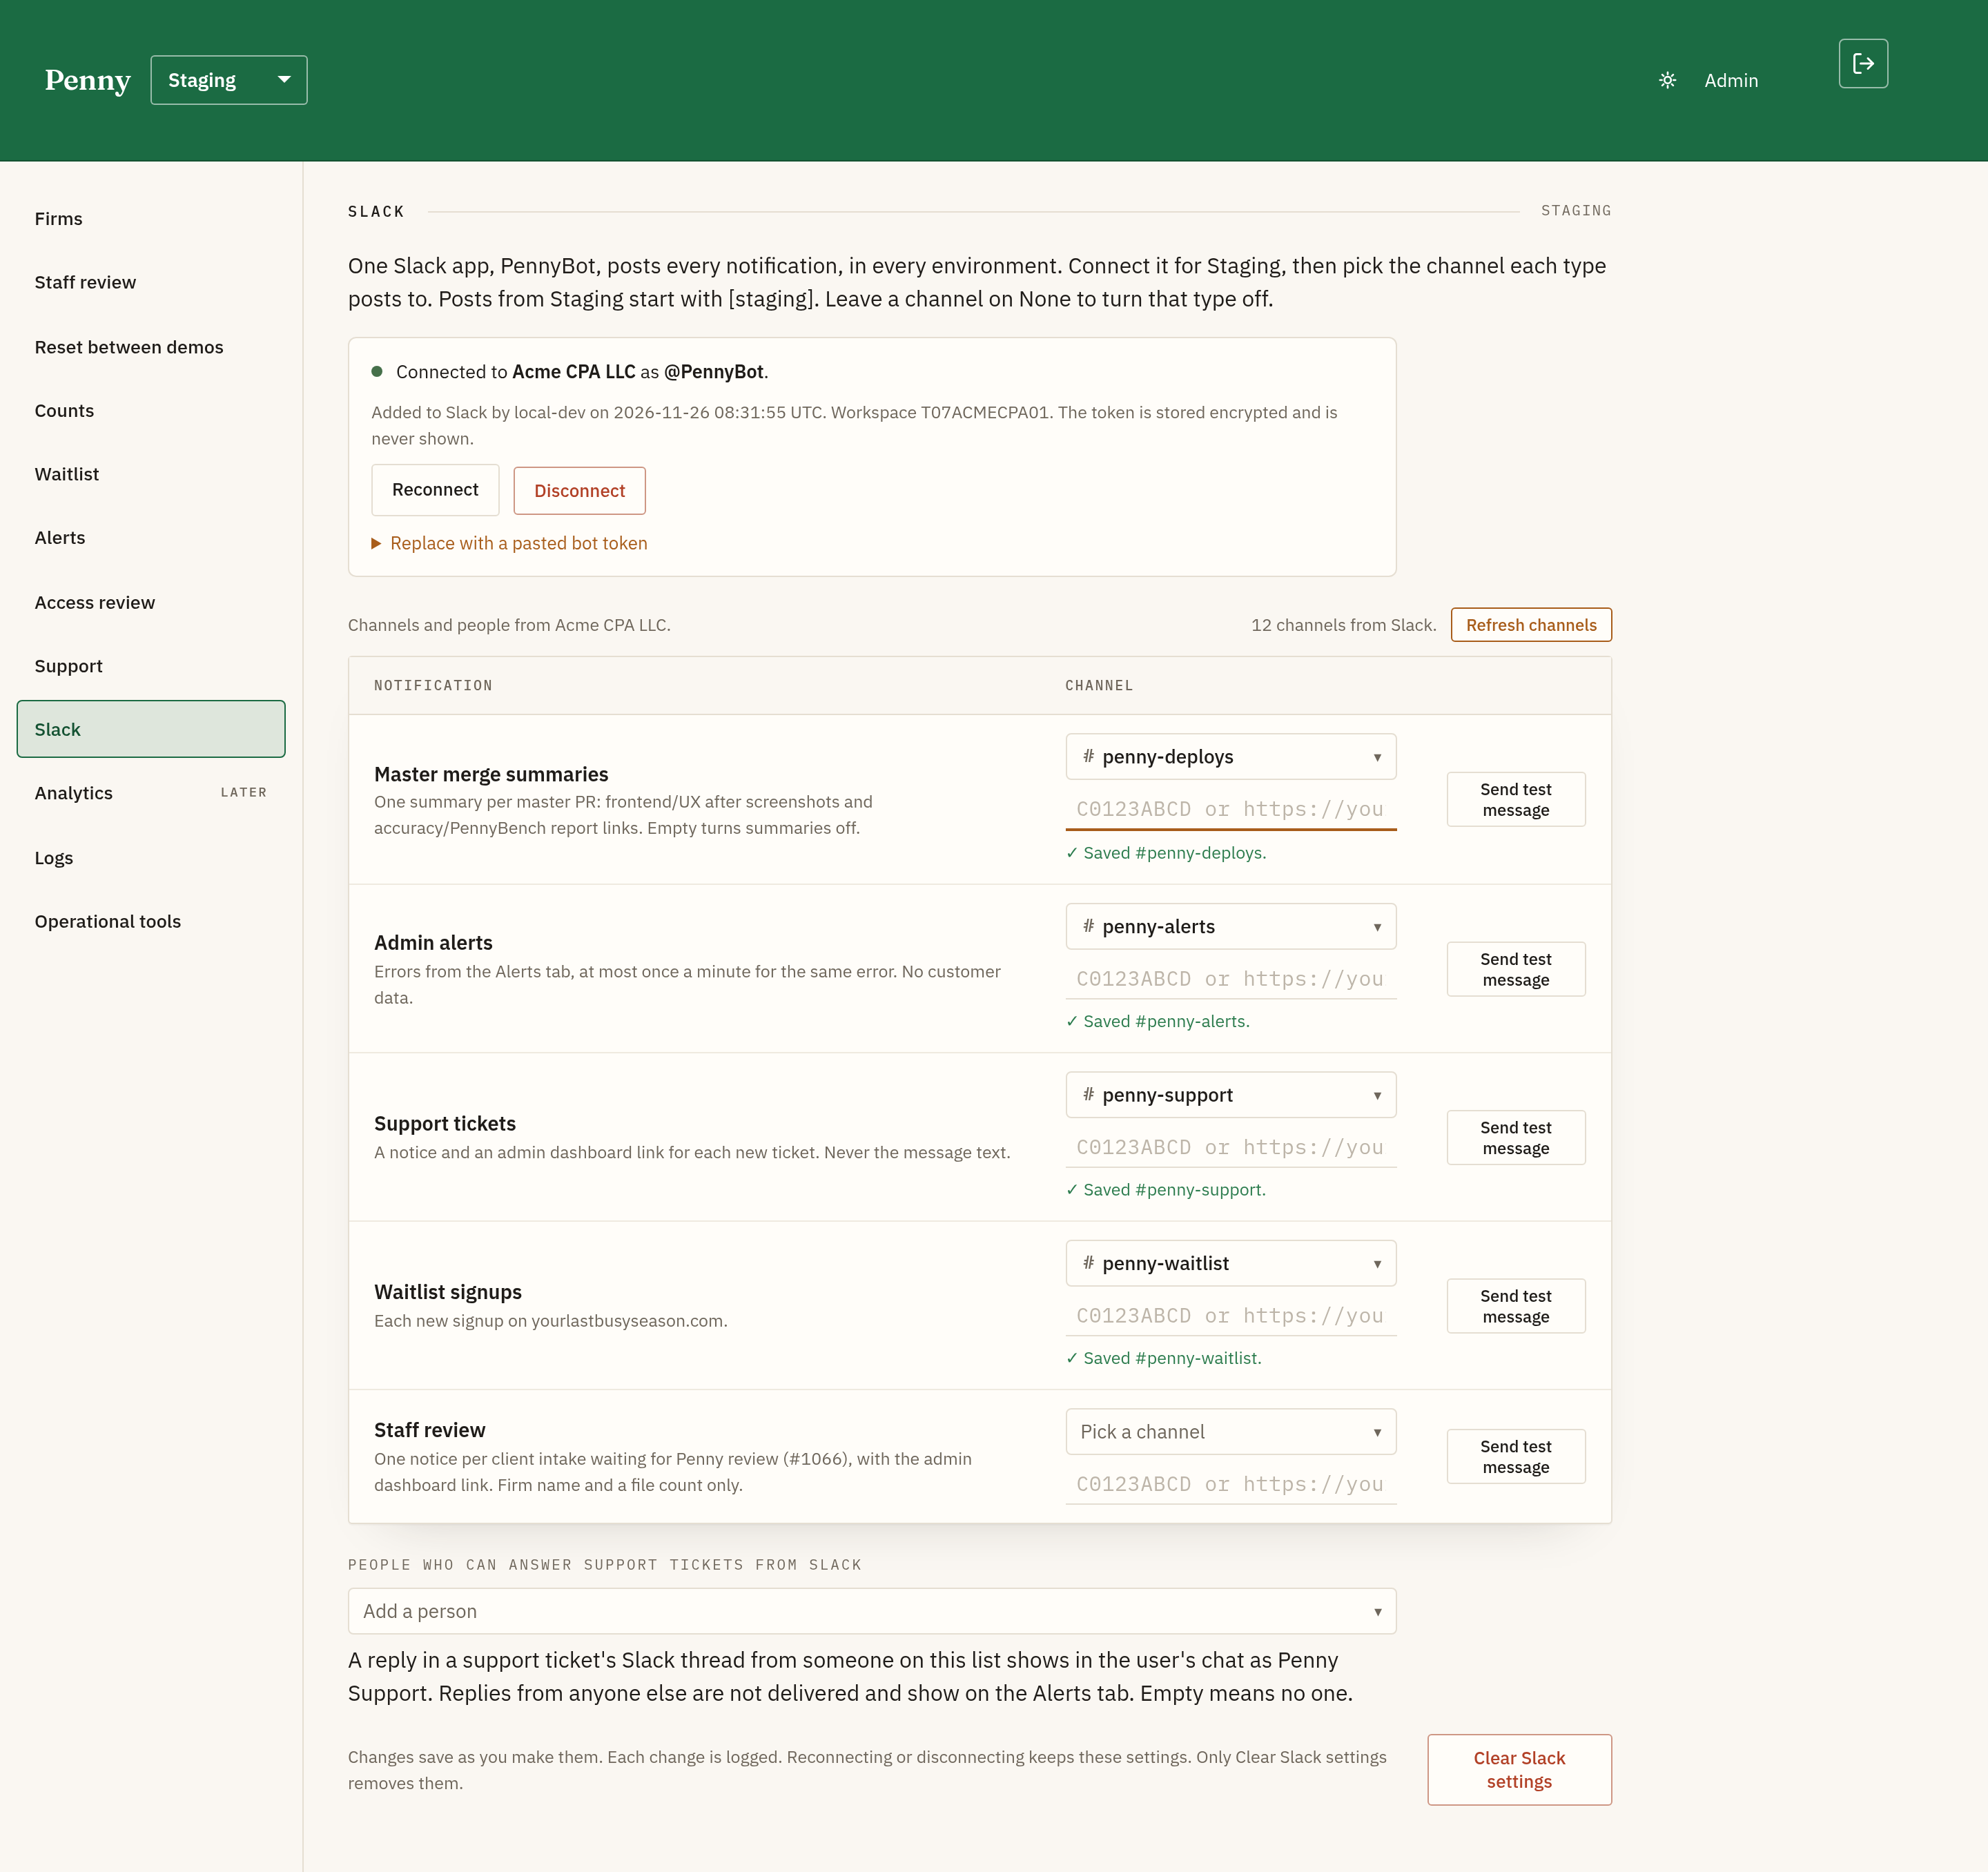 Penny
Staging
Admin
Firms
Staff review
Reset between demos
Counts
Waitlist
Alerts
Access review
Support
Slack
Analytics LATER
Logs
Operational tools
SLACK STAGING
One Slack app, PennyBot, posts every notification, in every environment. Connect it for Staging, then pick the channel each type
posts to. Posts from Staging start with [staging]. Leave a channel on None to turn that type off.
Connected to Acme CPA LLC as @PennyBot.
Added to Slack by local-dev on 2026-11-26 08:31:55 UTC. Workspace T07ACMECPA01. The token is stored encrypted and is
never shown.
Reconnect Disconnect
▶ Replace with a pasted bot token
Channels and people from Acme CPA LLC. 12 channels from Slack. Refresh channels
NOTIFICATION CHANNEL
Master merge summaries
One summary per master PR: frontend/UX after screenshots and
accuracy/PennyBench report links. Empty turns summaries off.
# penny-deploys
C0123ABCD or https://you
✓ Saved #penny-deploys.
Send test
message
Admin alerts
Errors from the Alerts tab, at most once a minute for the same error. No customer
data.
# penny-alerts
C0123ABCD or https://you
✓ Saved #penny-alerts.
Send test
message
Support tickets
A notice and an admin dashboard link for each new ticket. Never the message text.
# penny-support
C0123ABCD or https://you
✓ Saved #penny-support.
Send test
message
Waitlist signups
Each new signup on yourlastbusyseason.com.
# penny-waitlist
C0123ABCD or https://you
✓ Saved #penny-waitlist.
Send test
message
Staff review
One notice per client intake waiting for Penny review (#1066), with the admin
dashboard link. Firm name and a file count only.
Pick a channel
C0123ABCD or https://you
Send test
message
PEOPLE WHO CAN ANSWER SUPPORT TICKETS FROM SLACK
Add a person
A reply in a support ticket's Slack thread from someone on this list shows in the user's chat as Penny
Support. Replies from anyone else are not delivered and show on the Alerts tab. Empty means no one.
Changes save as you make them. Each change is logged. Reconnecting or disconnecting keeps these settings. Only Clear Slack settings
removes them.
Clear Slack
settings